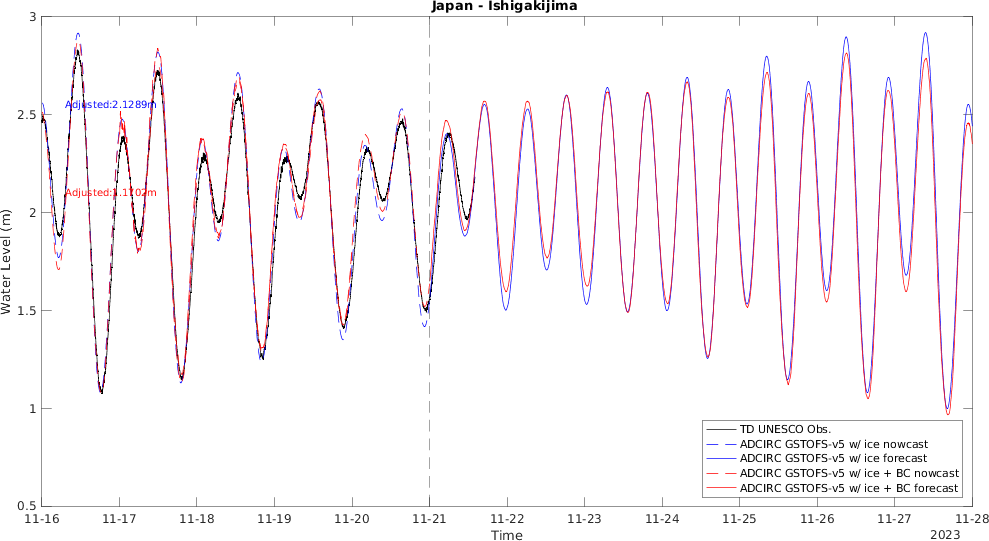 Japan - Ishigakijima
3
2.5
2
1.5
1
0.5
Water Level (m)
Adjusted:2.1289m
11-16
11-17
11-18
11-19
11-20
11-21
11-22
11-23
11-24
11-25
11-26
11-27
11-28
Time
2023
TD UNESCO Obs.
ADCIRC GSTOFS-v5 w/ ice nowcast
ADCIRC GSTOFS-v5 w/ ice forecast
ADCIRC GSTOFS-v5 w/ ice + BC nowcast
ADCIRC GSTOFS-v5 w/ ice + BC forecast